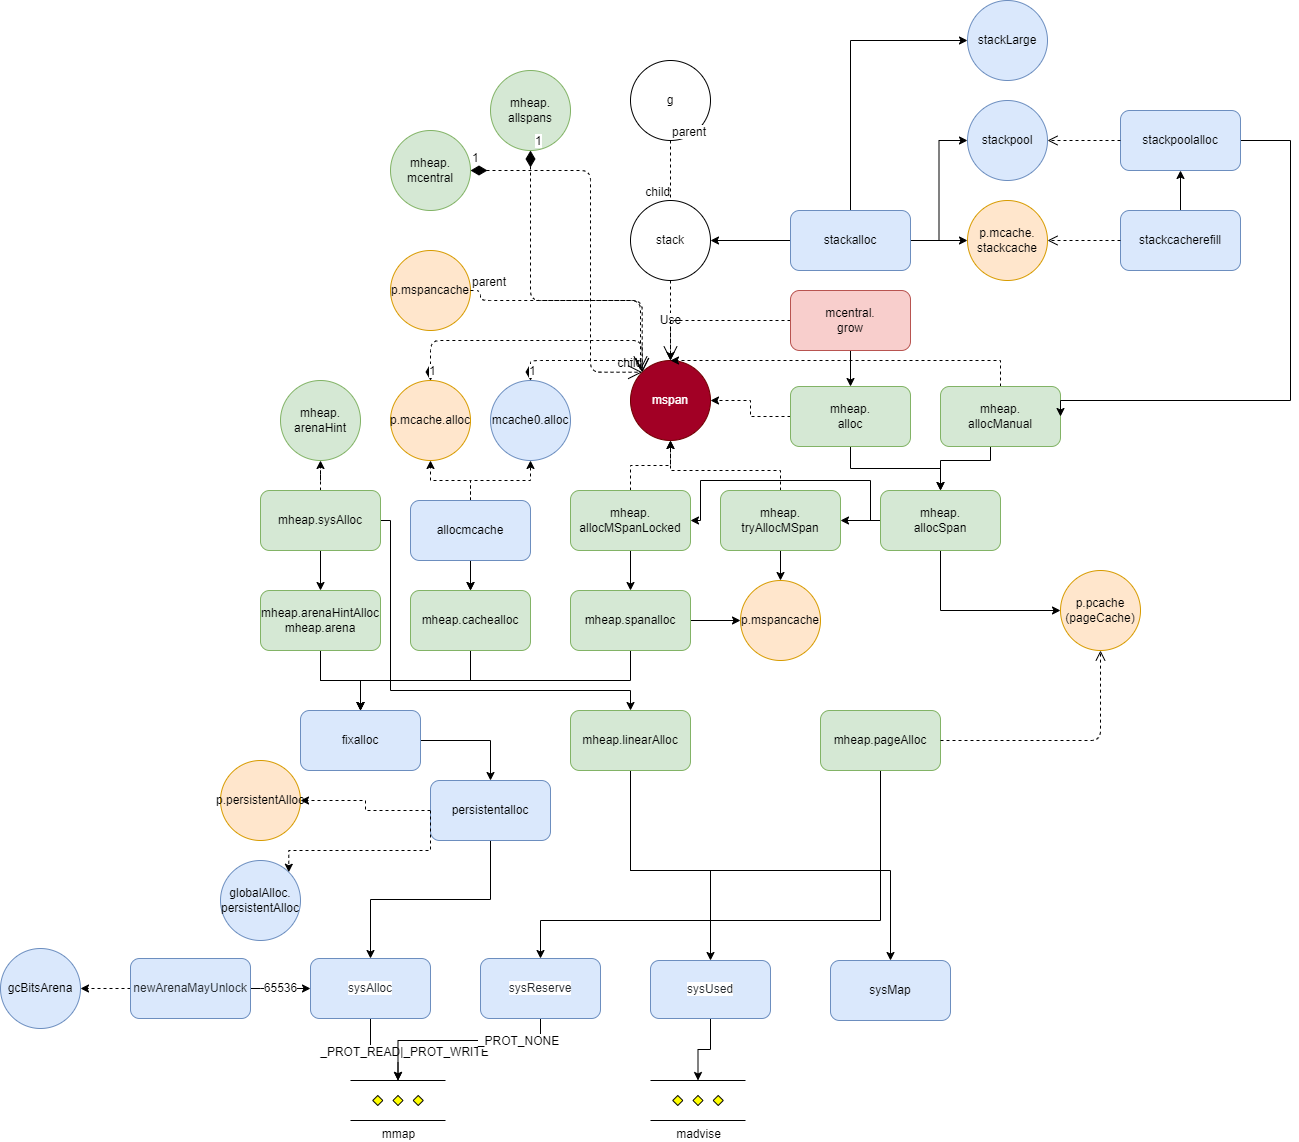 stackLarge
g
mheap.
allspans
1
parent
mheap.
mcentral
1
stackpool
stackpoolalloc
child
stack
stackalloc
p.mcache.
stackcache
stackcacherefill
p.mspancache
parent
Use
mcentral.
grow
child
1
1
mspan
mheap.
arenaHint
p.mcache.alloc
mcache0.alloc
mheap.
alloc
mheap.
allocManual
mheap.sysAlloc
allocmcache
mheap.
allocMSpanLocked
mheap.
tryAllocMSpan
mheap.
allocSpan
mheap.arenaHintAlloc
mheap.arena
mheap.cachealloc
mheap.spanalloc
p.mspancache
p.pcache
(pageCache)
fixalloc
mheap.linearAlloc
mheap.pageAlloc
p.persistentAlloc
persistentalloc
globalAlloc.
persistentAlloc
gcBitsArena
newArenaMayUnlock
65536
sysAlloc
sysReserve
sysUsed
sysMap
_PROT_READ|_PROT_WRITE
_PROT_NONE
mmap
madvise